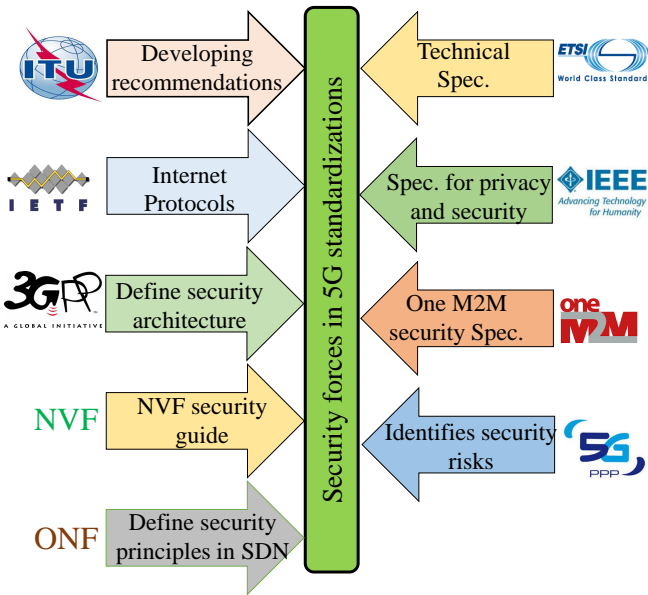 ITU
Developing
recommendations
IETF
Internet
Protocols
3GPP
A GLOBAL INITIATIVE
Define security
architecture
NVF
NVF security
guide
ONF
Define security
principles in SDN
Security forces in 5G standardizations
Technical
Spec.
ETSI
World Class Standard
Spec. for privacy
and security
IEEE
Advancing Technology
for Humanity
One M2M
security Spec.
one
M2M
Identifies security
risks
5G
PPP